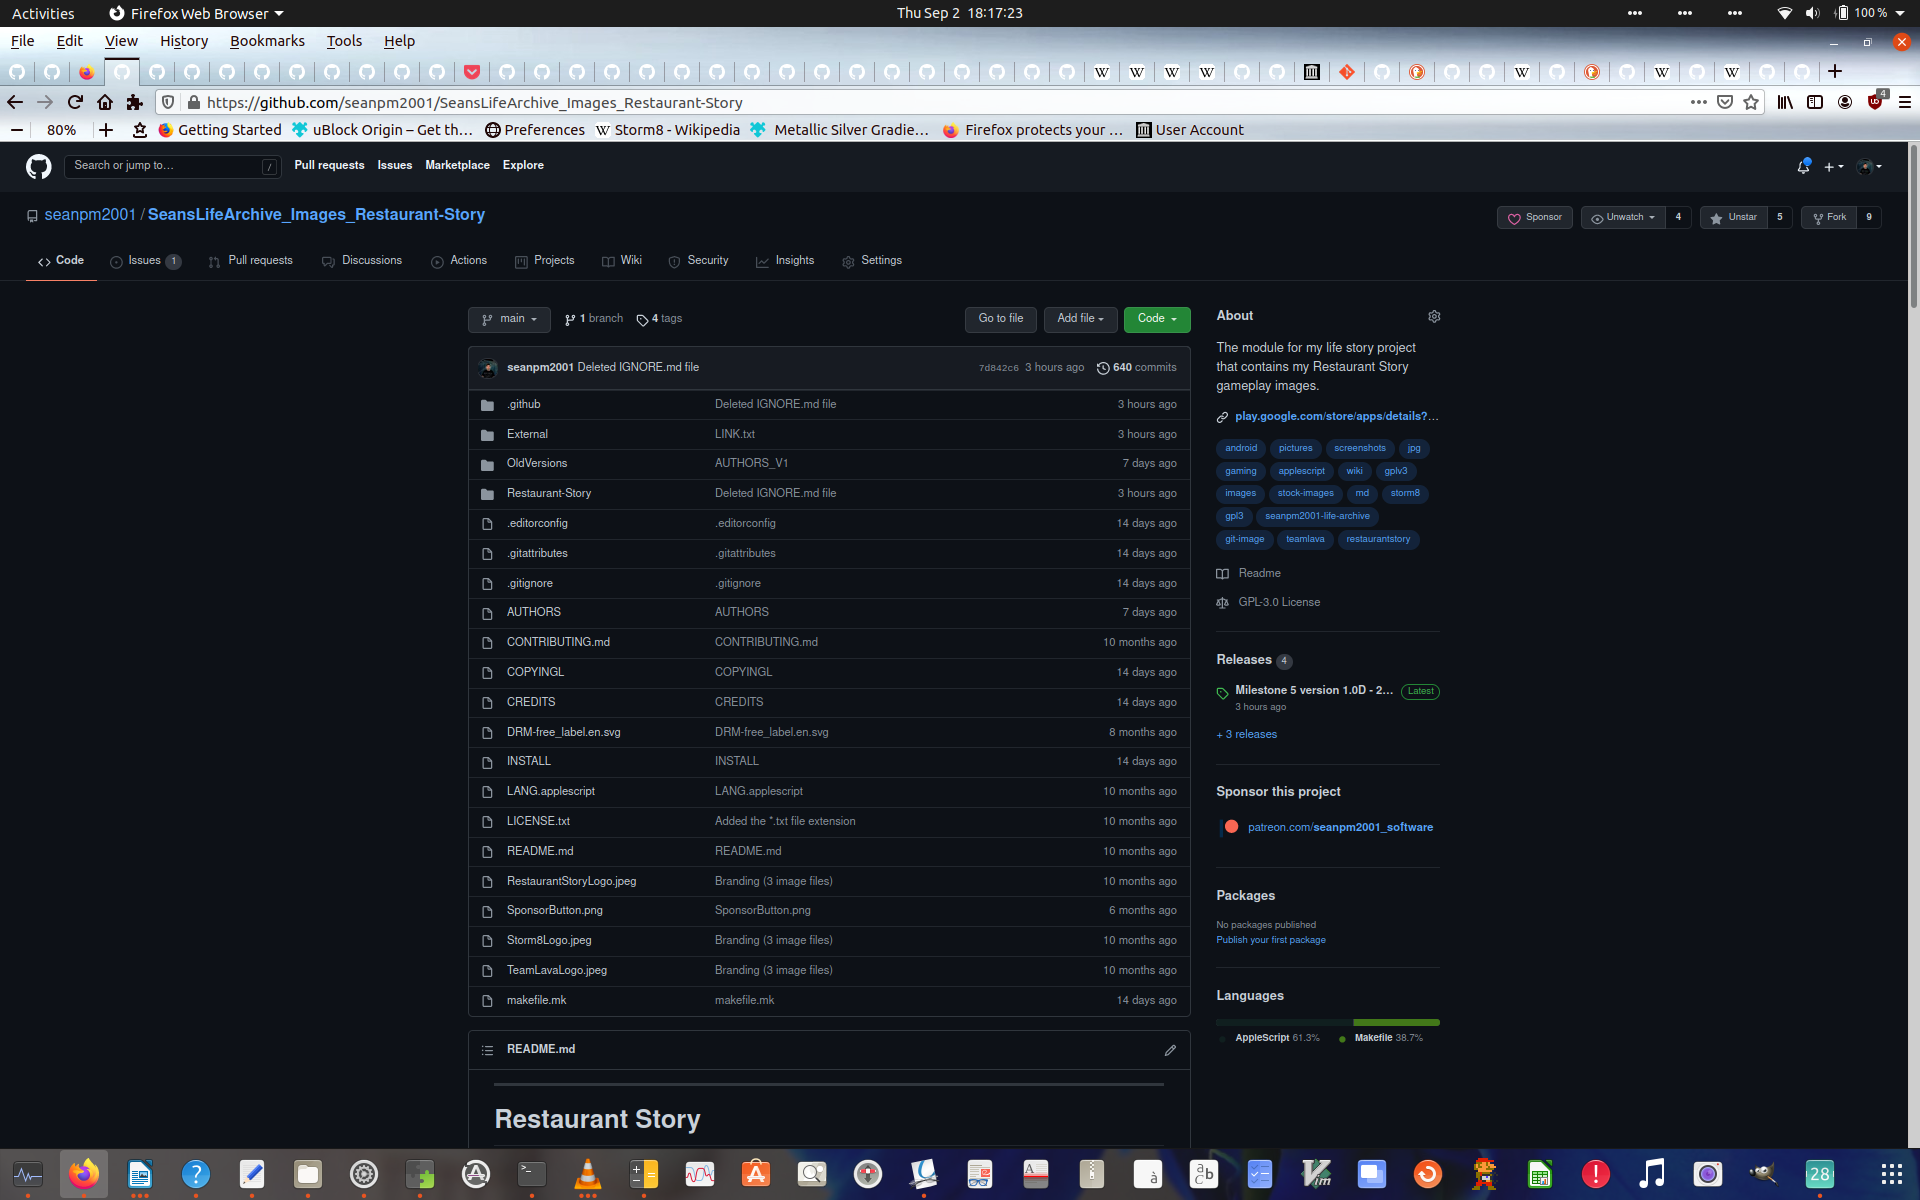 Activities Firefox Web Browser Thu Sep 2 18:17:23 100 %
File Edit View History Bookmarks Tools Help
https://github.com/seanpm2001/SeansLifeArchive_Images_Restaurant-Story 4
80% Getting Started uBlock Origin – Get th… Preferences Storm8 - Wikipedia Metallic Silver Gradie… Firefox protects your … User Account
Search or jump to… / Pull requests Issues Marketplace Explore
seanpm2001 / SeansLifeArchive_Images_Restaurant-Story Sponsor Unwatch 4 Unstar 5 Fork 9
Code Issues 1 Pull requests Discussions Actions Projects Wiki Security Insights Settings
main 1 branch 4 tags Go to file Add file Code
seanpm2001 Deleted IGNORE.md file 7d842c6 3 hours ago 640 commits
.github Deleted IGNORE.md file 3 hours ago
External LINK.txt 3 hours ago
OldVersions AUTHORS_V1 7 days ago
Restaurant-Story Deleted IGNORE.md file 3 hours ago
.editorconfig .editorconfig 14 days ago
.gitattributes .gitattributes 14 days ago
.gitignore .gitignore 14 days ago
AUTHORS AUTHORS 7 days ago
CONTRIBUTING.md CONTRIBUTING.md 10 months ago
COPYINGL COPYINGL 14 days ago
CREDITS CREDITS 14 days ago
DRM-free_label.en.svg DRM-free_label.en.svg 8 months ago
INSTALL INSTALL 14 days ago
LANG.applescript LANG.applescript 10 months ago
LICENSE.txt Added the *.txt file extension 10 months ago
README.md README.md 10 months ago
RestaurantStoryLogo.jpeg Branding (3 image files) 10 months ago
SponsorButton.png SponsorButton.png 6 months ago
Storm8Logo.jpeg Branding (3 image files) 10 months ago
TeamLavaLogo.jpeg Branding (3 image files) 10 months ago
makefile.mk makefile.mk 14 days ago
README.md
Restaurant Story
About
The module for my life story project
that contains my Restaurant Story
gameplay images.
play.google.com/store/apps/details?…
android pictures screenshots jpg
gaming applescript wiki gplv3
images stock-images md storm8
gpl3 seanpm2001-life-archive
git-image teamlava restaurantstory
Readme
GPL-3.0 License
Releases 4
Milestone 5 version 1.0D - 2… Latest
3 hours ago
+ 3 releases
Sponsor this project
patreon.com/seanpm2001_software
Packages
No packages published
Publish your first package
Languages
AppleScript 61.3% Makefile 38.7%
28